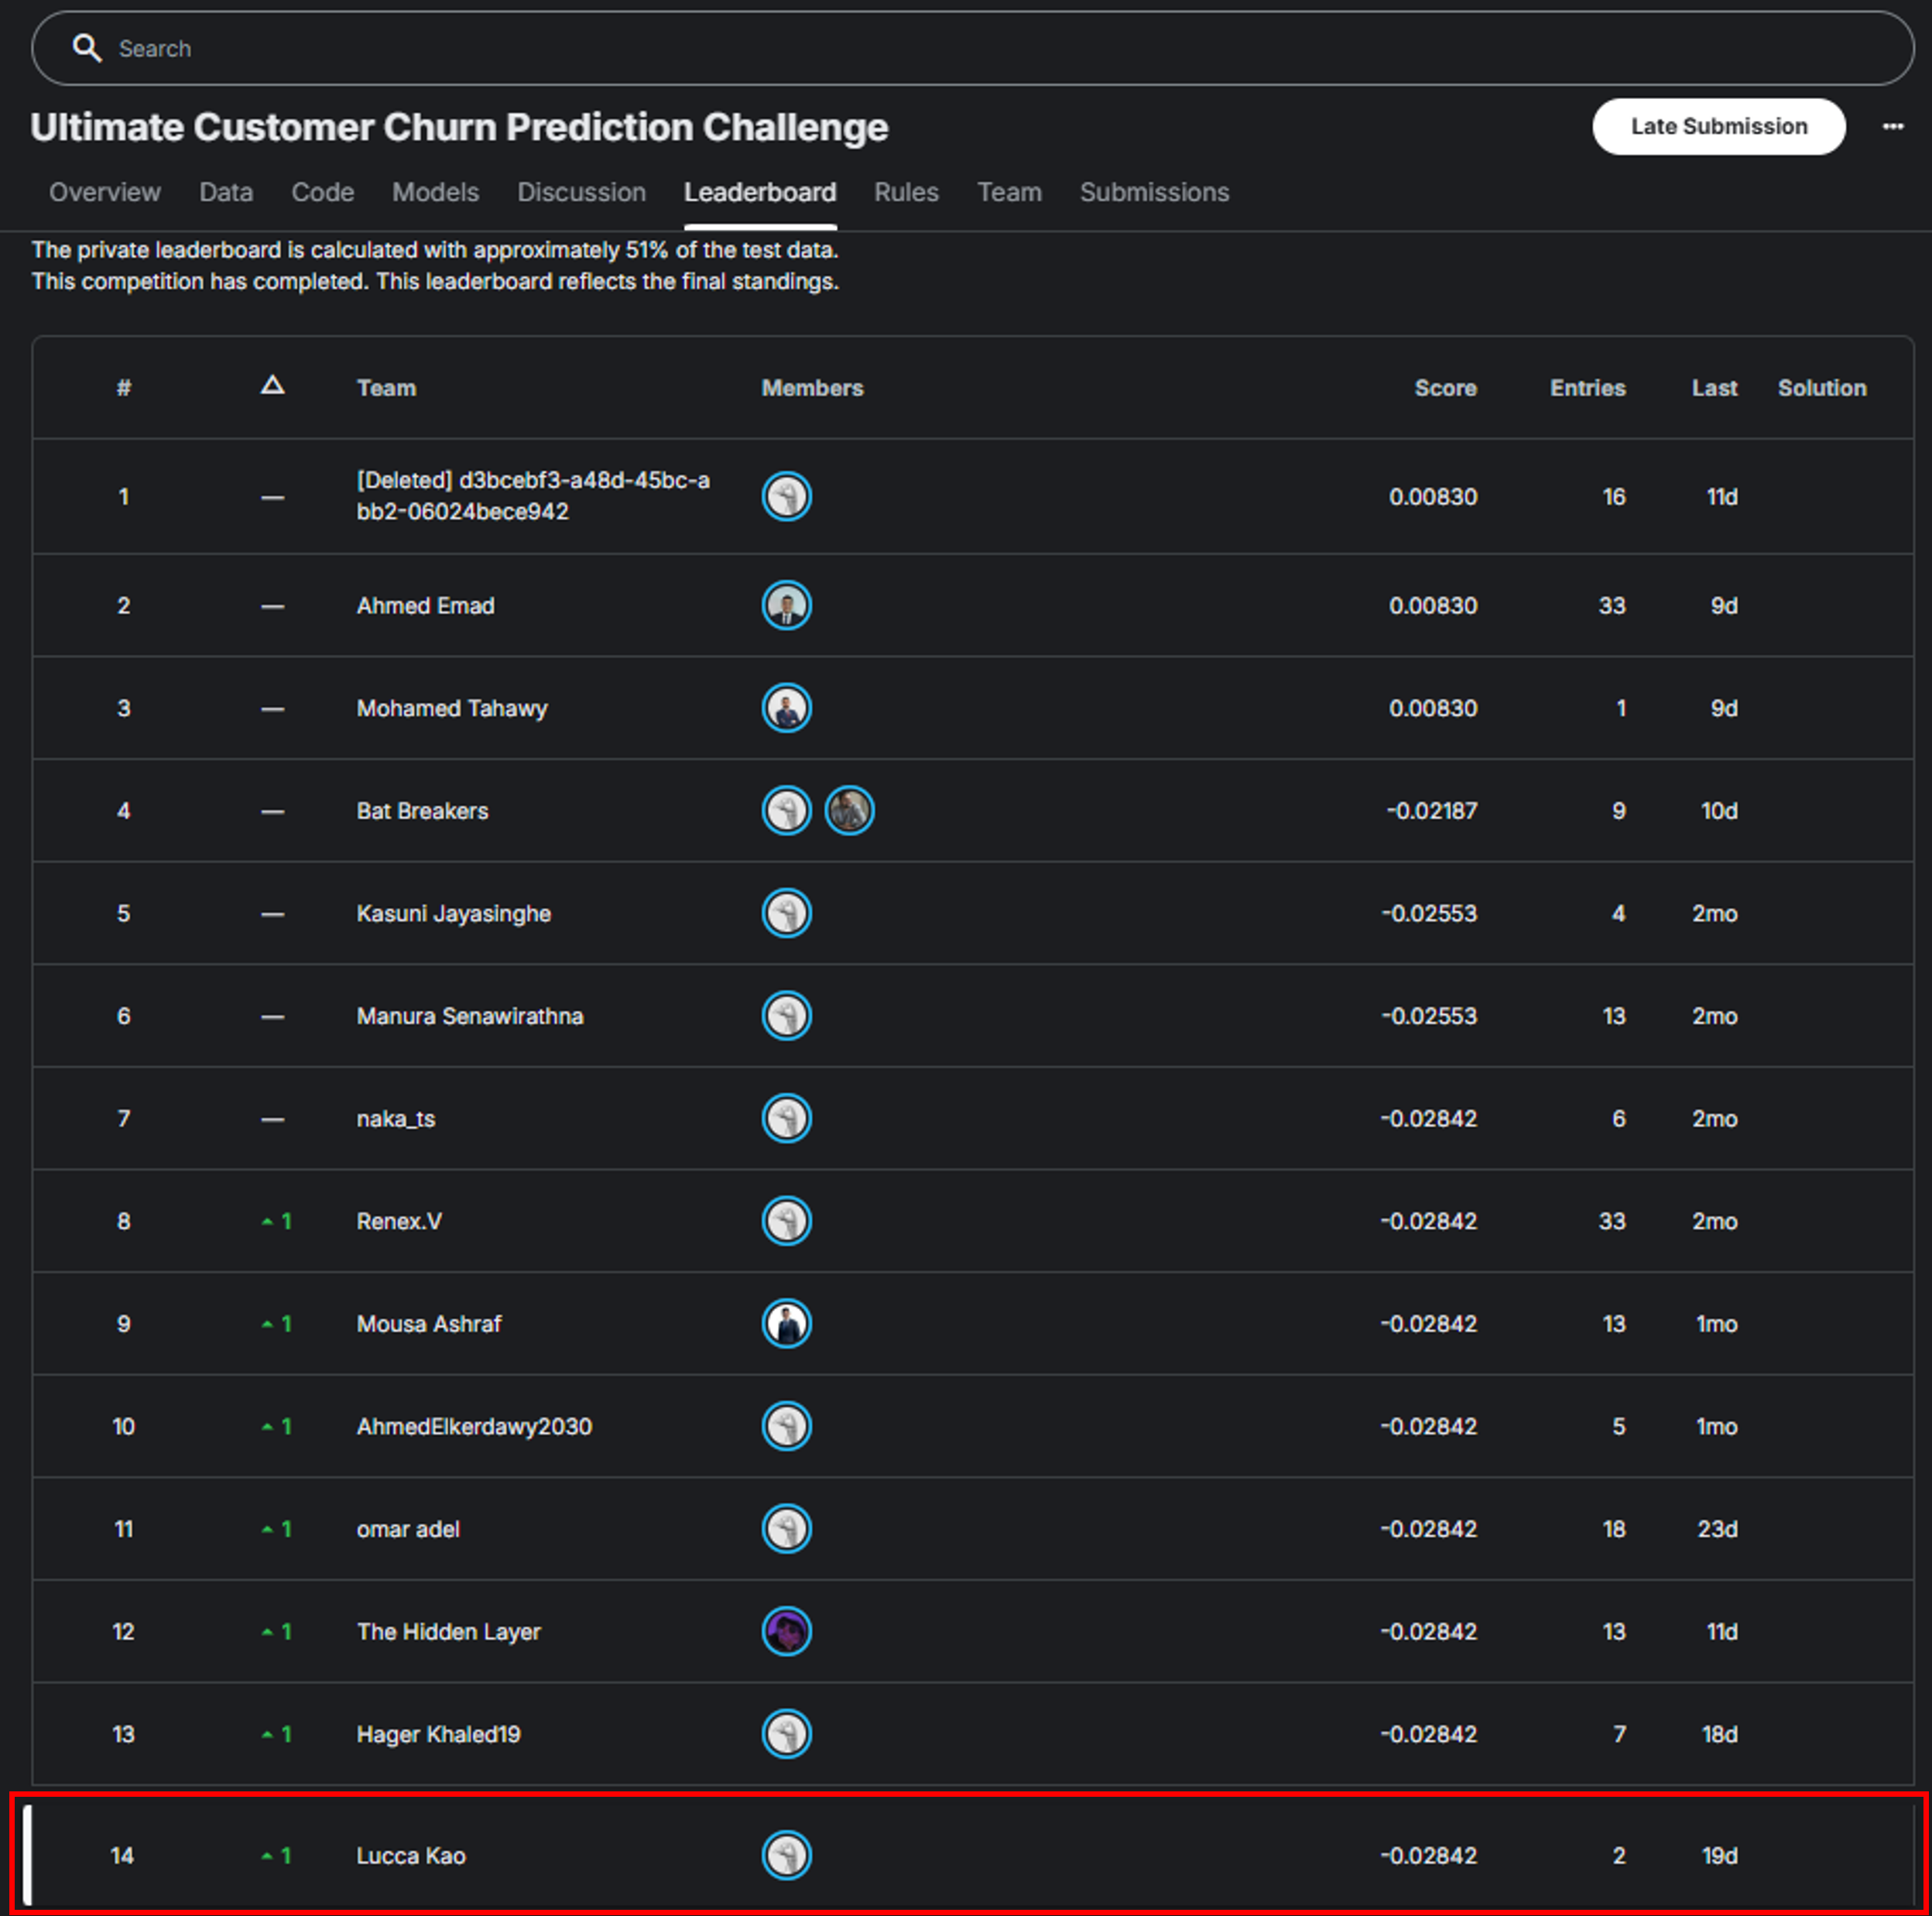 Search
Ultimate Customer Churn Prediction Challenge
Late Submission
Overview Data Code Models Discussion Leaderboard Rules Team Submissions
The private leaderboard is calculated with approximately 51% of the test data.
This competition has completed. This leaderboard reflects the final standings.
# △ Team Members Score Entries Last Solution
1 — [Deleted] d3bcebf3-a48d-45bc-a 0.00830 16 11d
bb2-06024bece942
2 — Ahmed Emad 0.00830 33 9d
3 — Mohamed Tahawy 0.00830 1 9d
4 — Bat Breakers -0.02187 9 10d
5 — Kasuni Jayasinghe -0.02553 4 2mo
6 — Manura Senawirathna -0.02553 13 2mo
7 — naka_ts -0.02842 6 2mo
8 1 Renex.V -0.02842 33 2mo
9 1 Mousa Ashraf -0.02842 13 1mo
10 1 AhmedElkerdawy2030 -0.02842 5 1mo
11 1 omar adel -0.02842 18 23d
12 1 The Hidden Layer -0.02842 13 11d
13 1 Hager Khaled19 -0.02842 7 18d
14 1 Lucca Kao -0.02842 2 19d